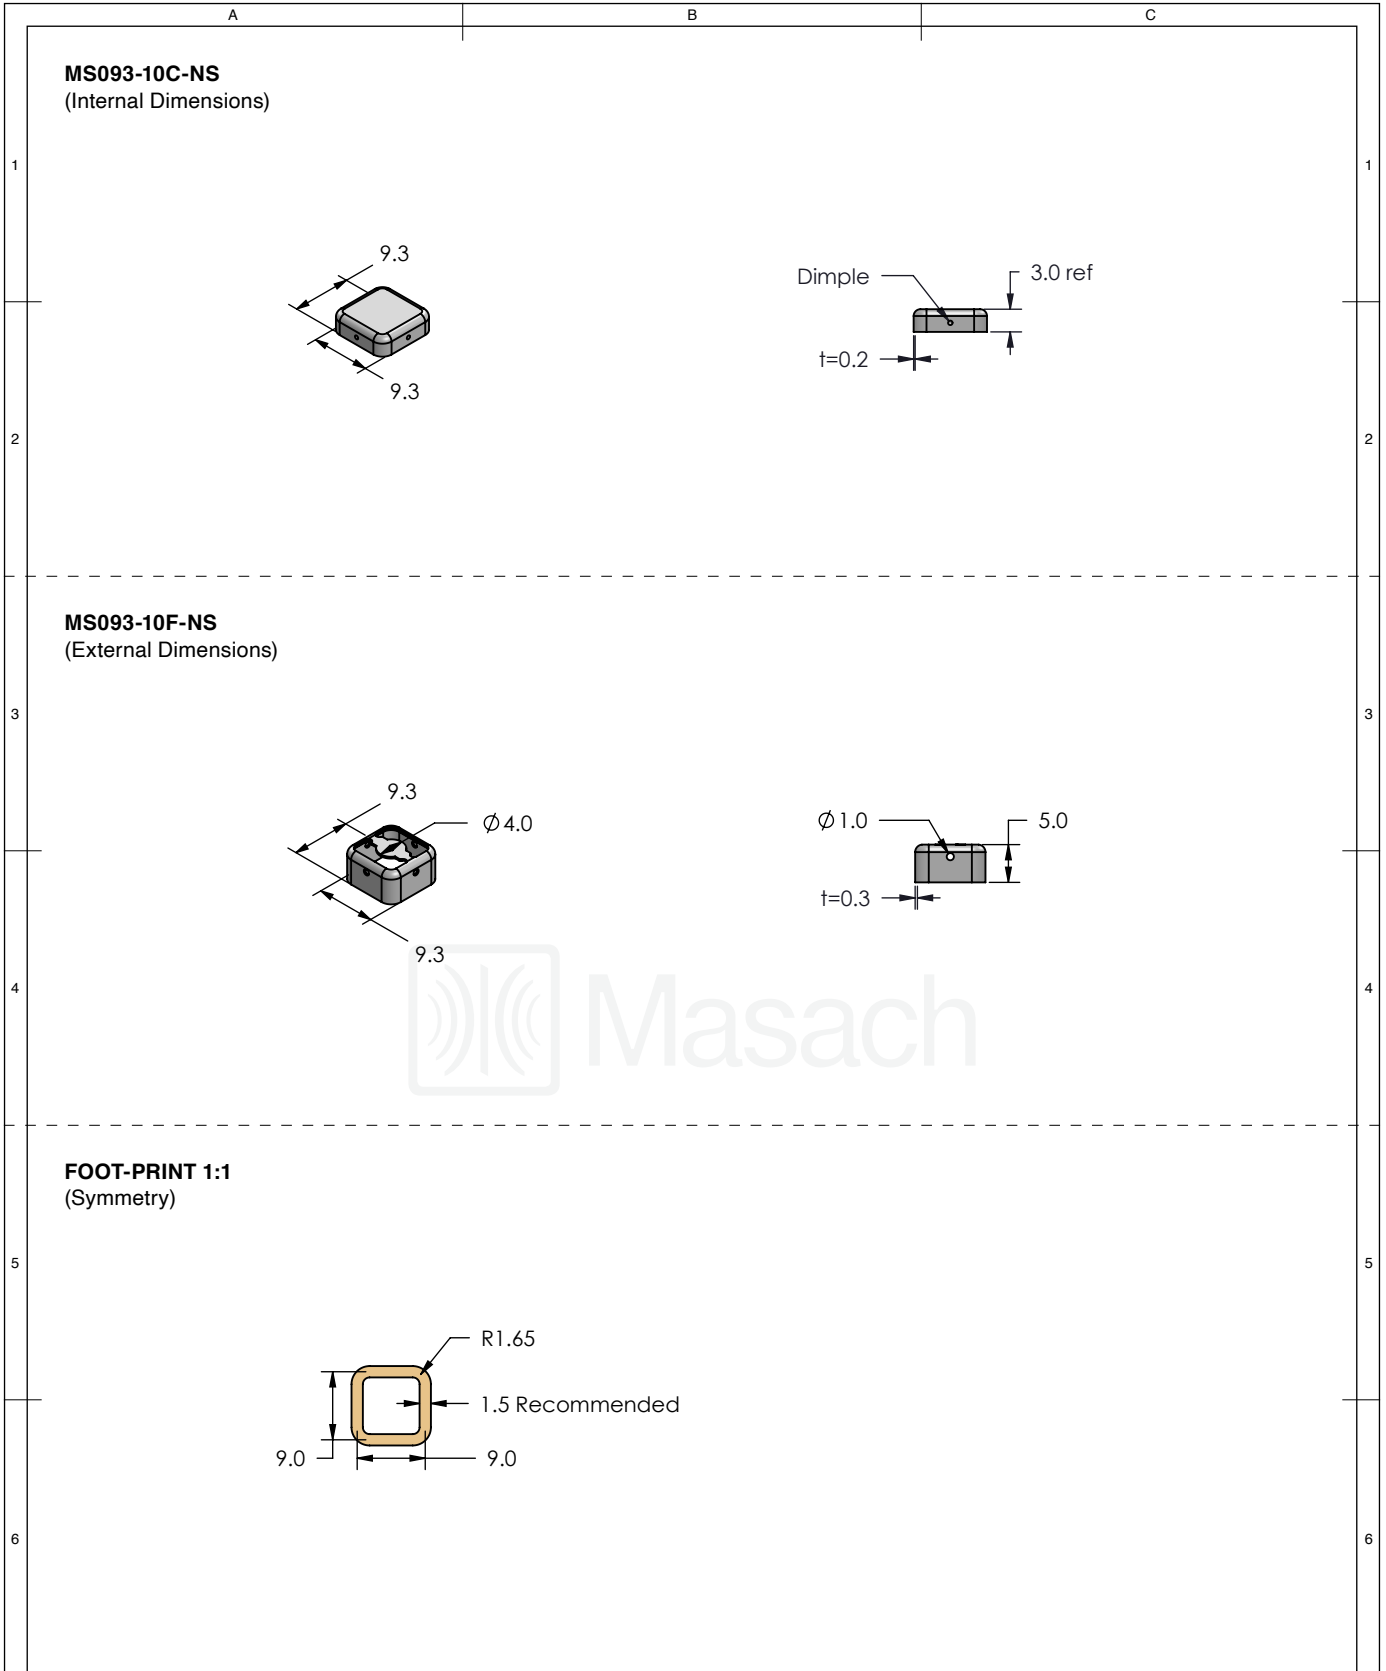 A B C
MS093-10C-NS
(Internal Dimensions)
1 1
9.3
9.3
Dimple
3.0 ref
t=0.2
2 2
MS093-10F-NS
(External Dimensions)
3 3
9.3
∅4.0
9.3
∅1.0
5.0
t=0.3
4 4
Masach
FOOT-PRINT 1:1
(Symmetry)
5 5
R1.65
1.5 Recommended
9.0 9.0
6 6